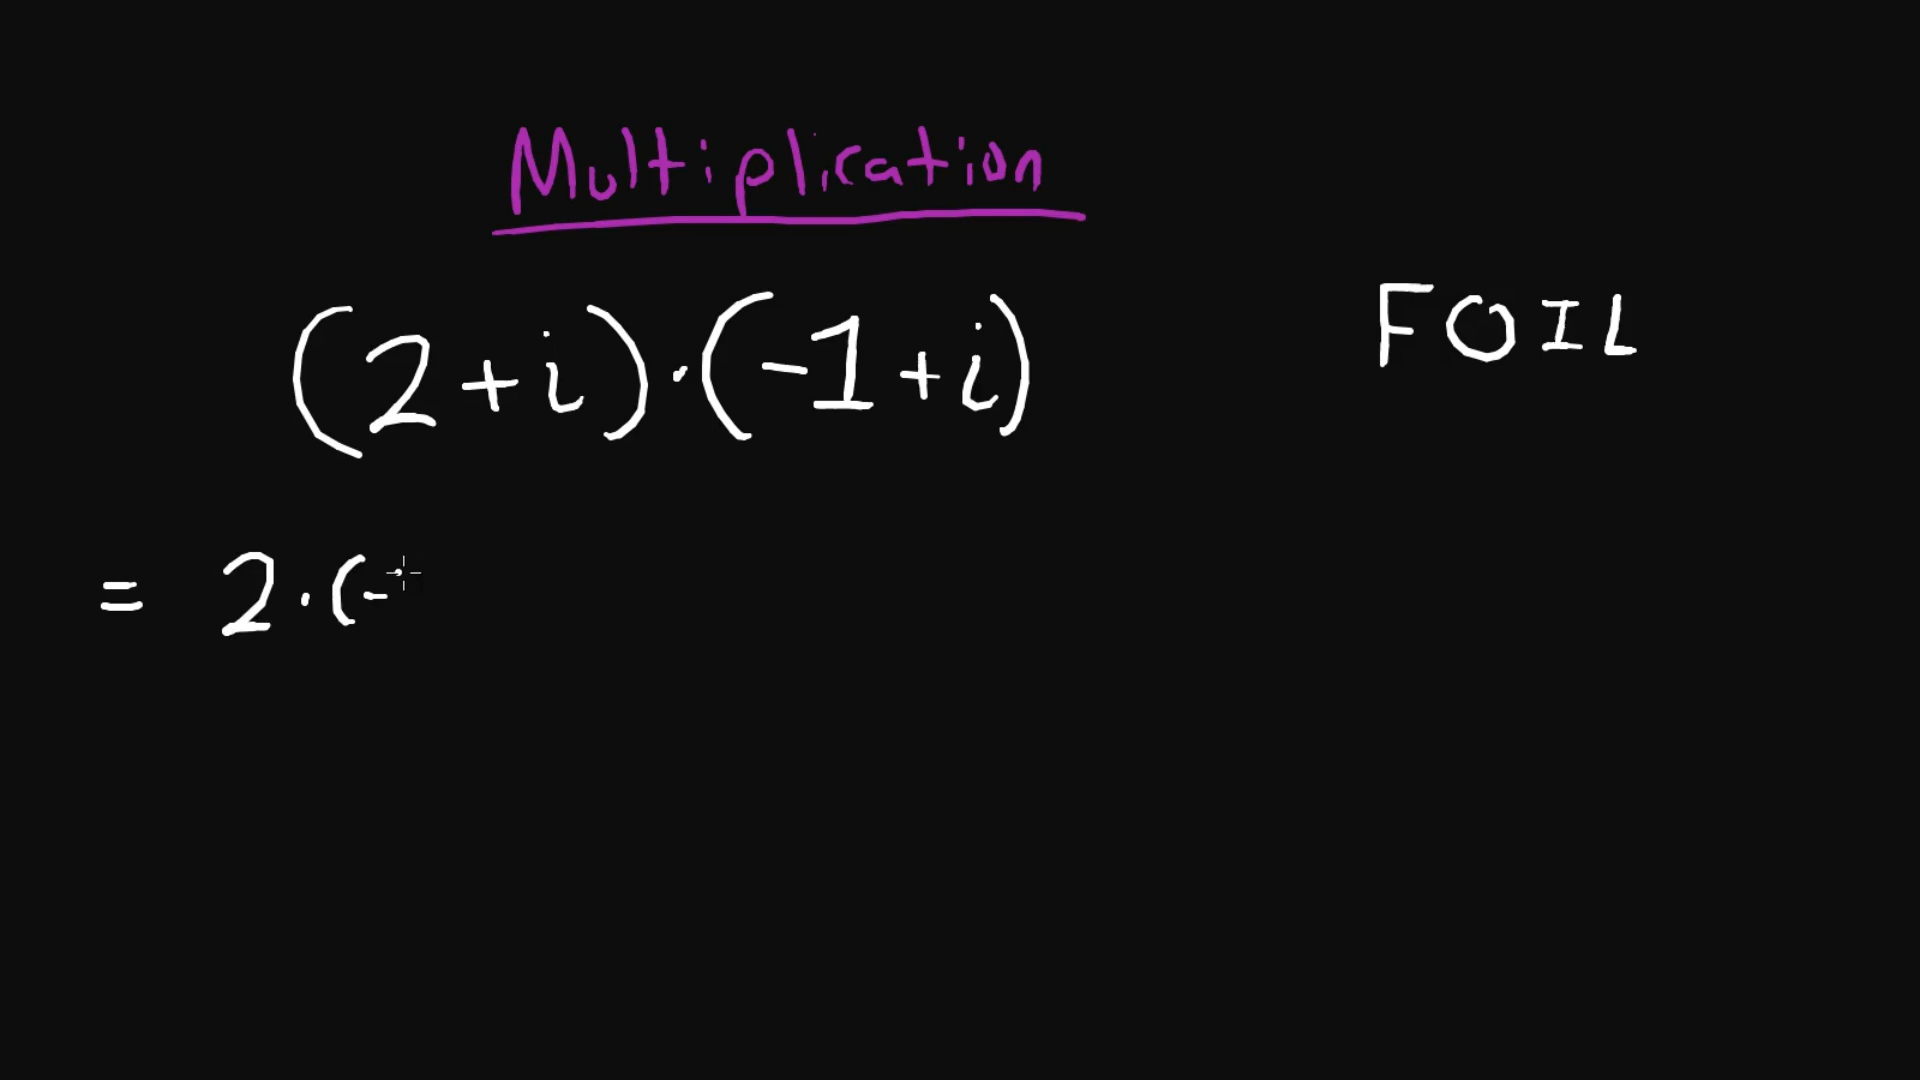 Multiplication
(2+i)·(-1+i)
FOIL
= 2·(-